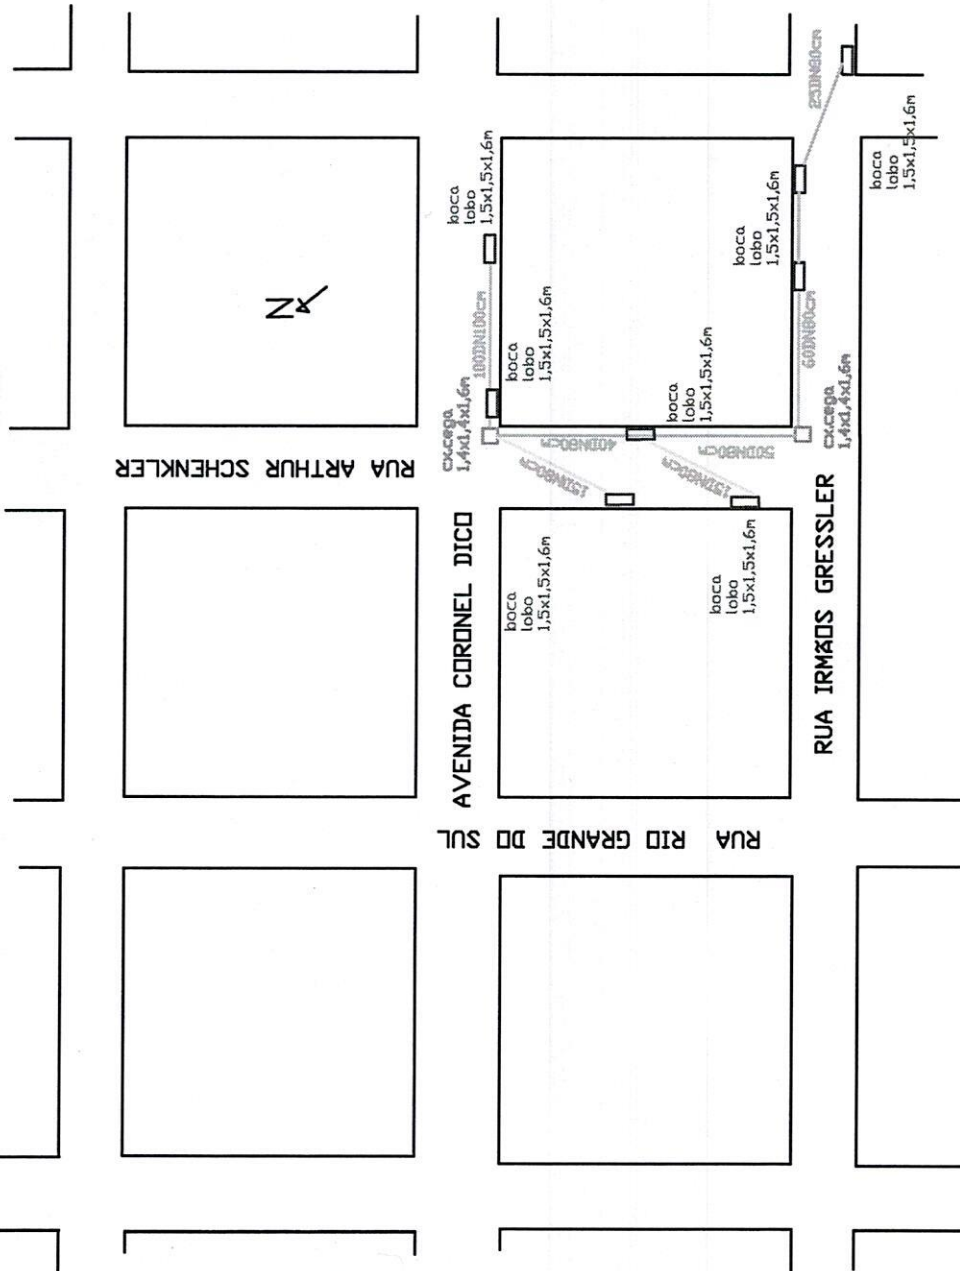 25DN80cm
boca
lobo
1,5x1,5x1,6m
boca
lobo
1,5x1,5x1,6m
boca
lobo
1,5x1,5x1,6m
N
100DN100cm
boca
lobo
1,5x1,5x1,6m
boca
lobo
1,5x1,5x1,6m
60DN80cm
cx.cega
1,4x1,4x1,6m
cx.cega
1,4x1,4x1,6m
RUA ARTHUR SCHENKLER
40DN80cm
50DN80cm
15DN80cm
15DN80cm
boca
lobo
1,5x1,5x1,6m
boca
lobo
1,5x1,5x1,6m
AVENIDA CORONEL DICO
RUA IRMÃOS GRESSLER
RUA RIO GRANDE DO SUL